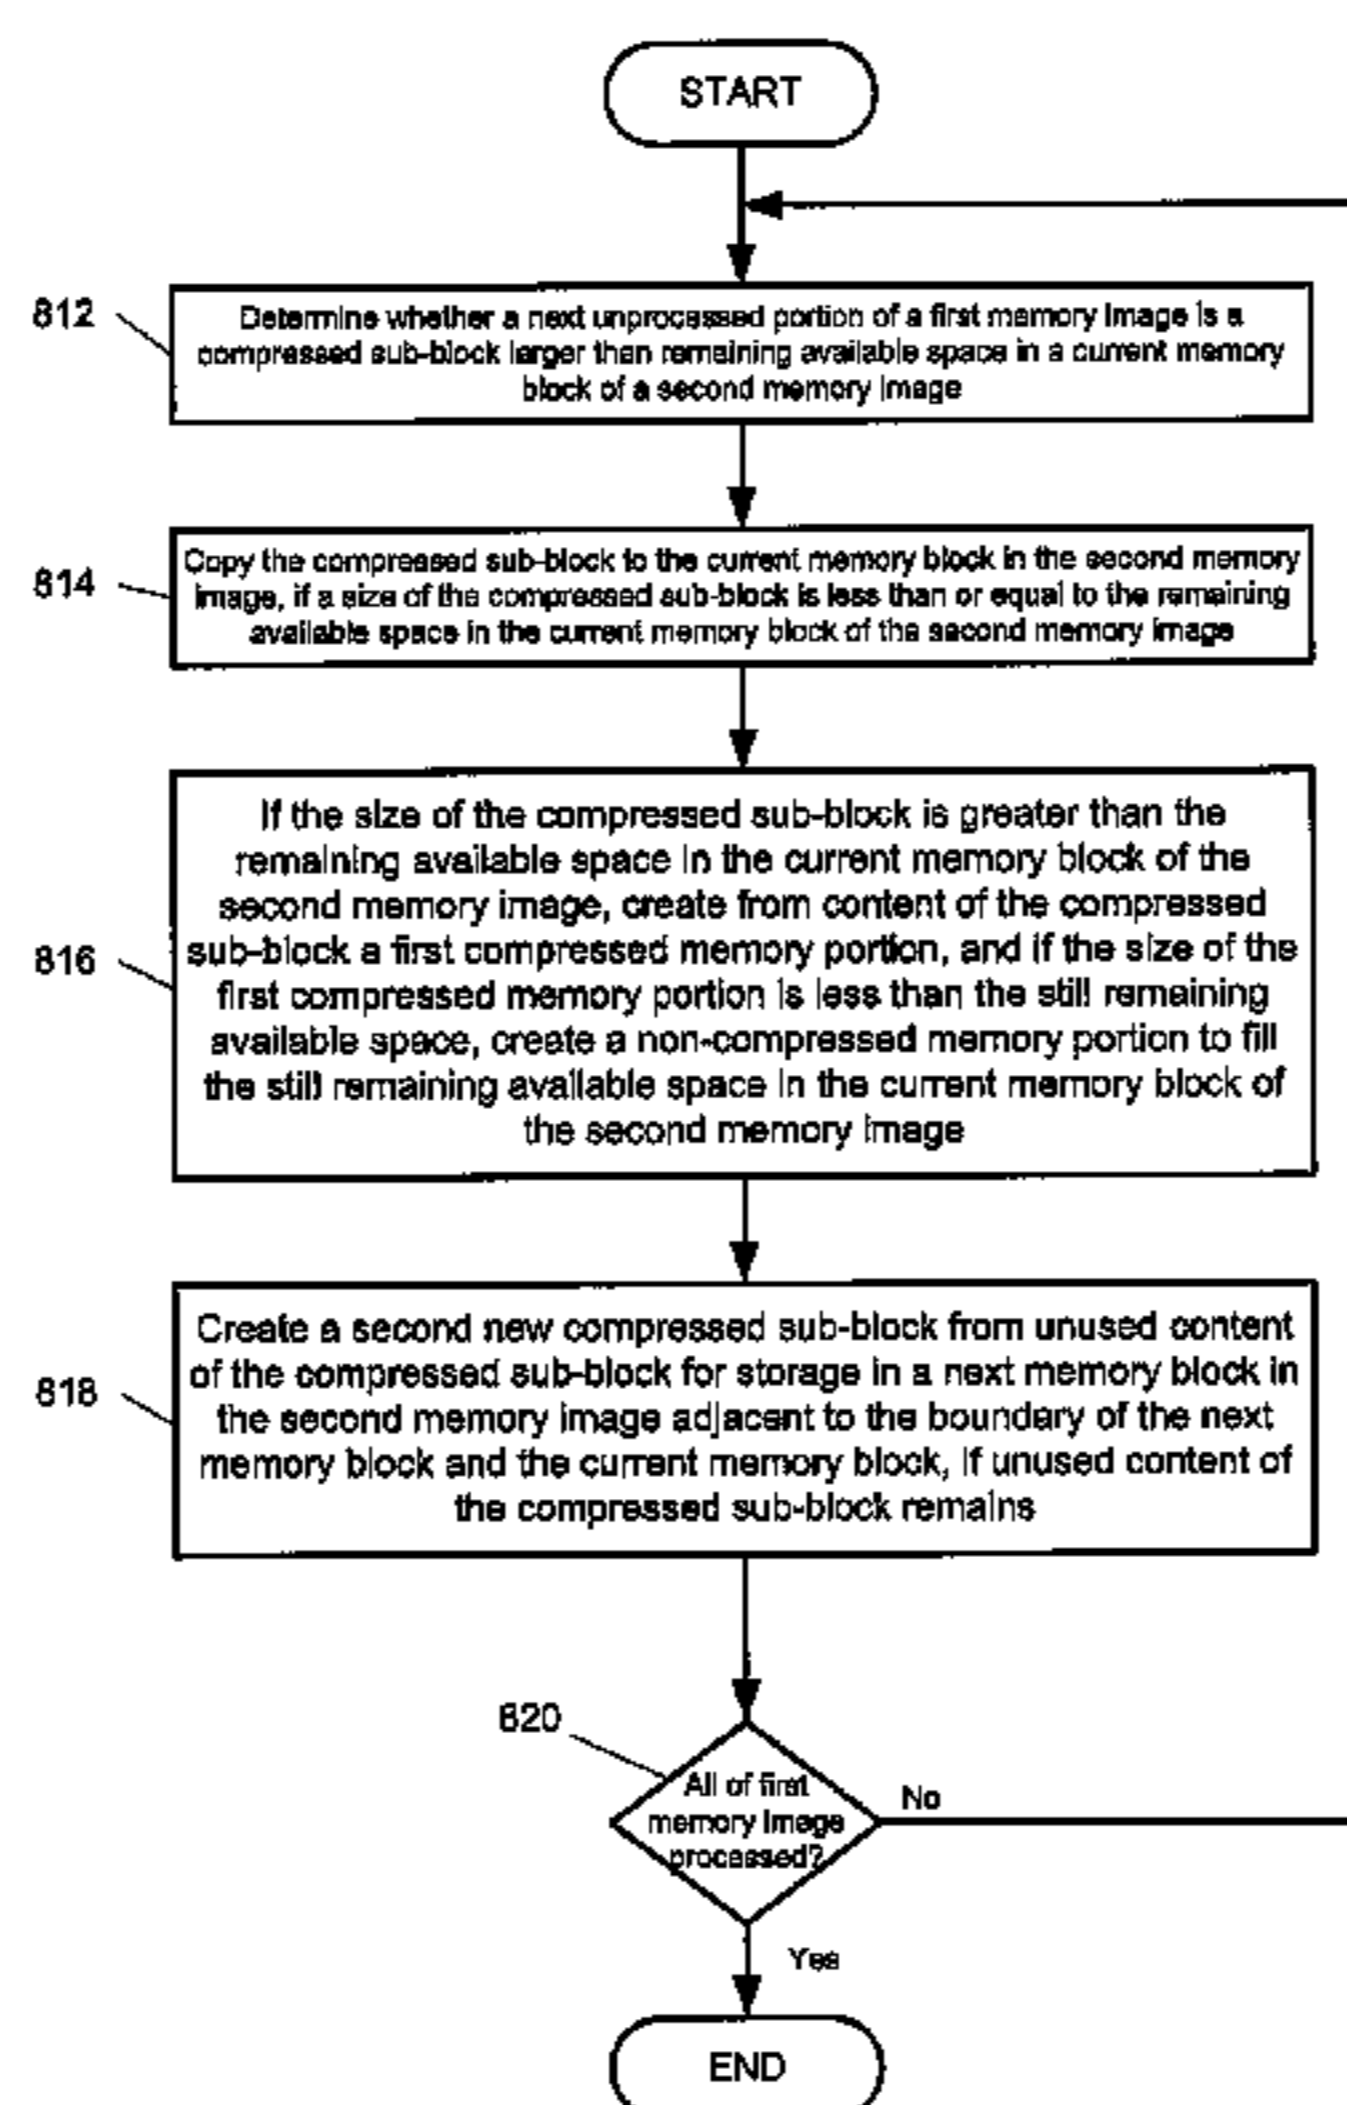 START
812
Determine whether a next unprocessed portion of a first memory image is a
compressed sub-block larger than remaining available space in a current memory
block of a second memory image
814
Copy the compressed sub-block to the current memory block in the second memory
image, if a size of the compressed sub-block is less than or equal to the remaining
available space in the current memory block of the second memory image
816
If the size of the compressed sub-block is greater than the
remaining available space in the current memory block of the
second memory image, create from content of the compressed
sub-block a first compressed memory portion, and if the size of the
first compressed memory portion is less than the still remaining
available space, create a non-compressed memory portion to fill
the still remaining available space in the current memory block of
the second memory image
818
Create a second new compressed sub-block from unused content
of the compressed sub-block for storage in a next memory block in
the second memory image adjacent to the boundary of the next
memory block and the current memory block, if unused content of
the compressed sub-block remains
820
All of first
memory image
processed?
No
Yes
END